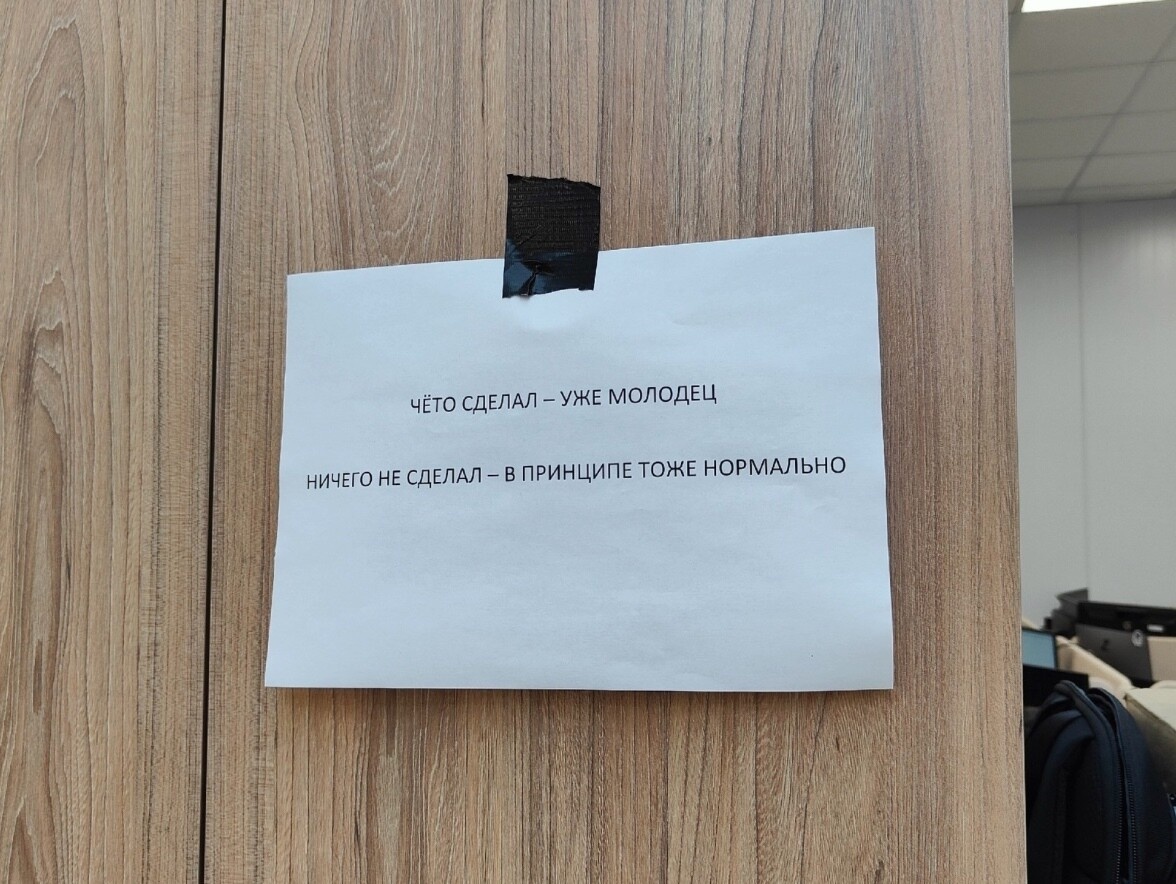 ЧЁТО СДЕЛАЛ – УЖЕ МОЛОДЕЦ
НИЧЕГО НЕ СДЕЛАЛ – В ПРИНЦИПЕ ТОЖЕ НОРМАЛЬНО